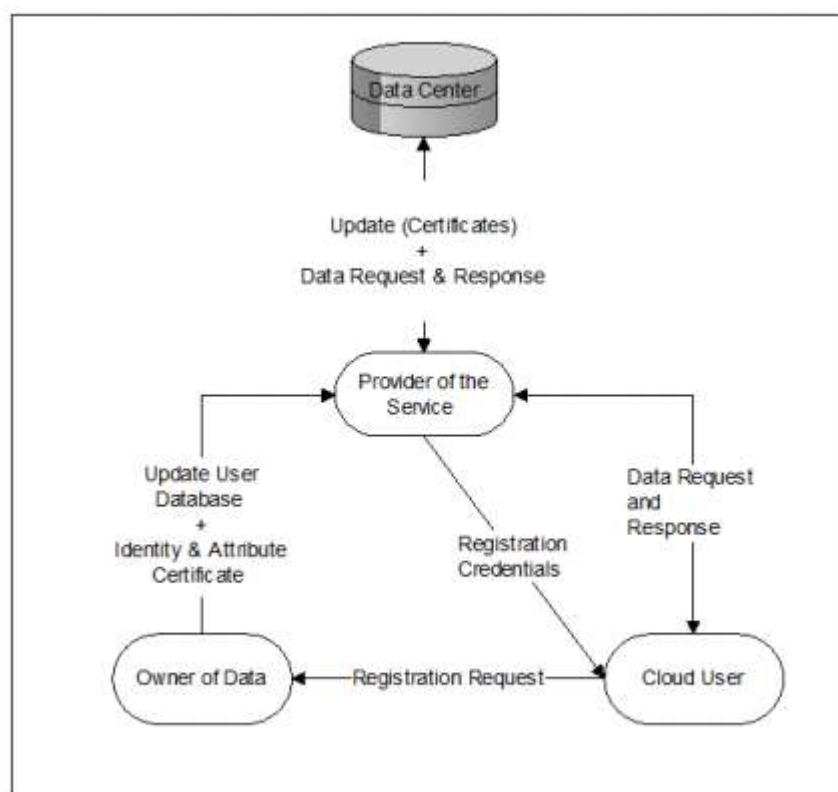 Data Center
Update (Certificates)
+
Data Request & Response
Provider of the
Service
Update User
Database
+
Identity & Attribute
Certificate
Data Request
and
Response
Registration
Credentials
Owner of Data
Registration Request
Cloud User